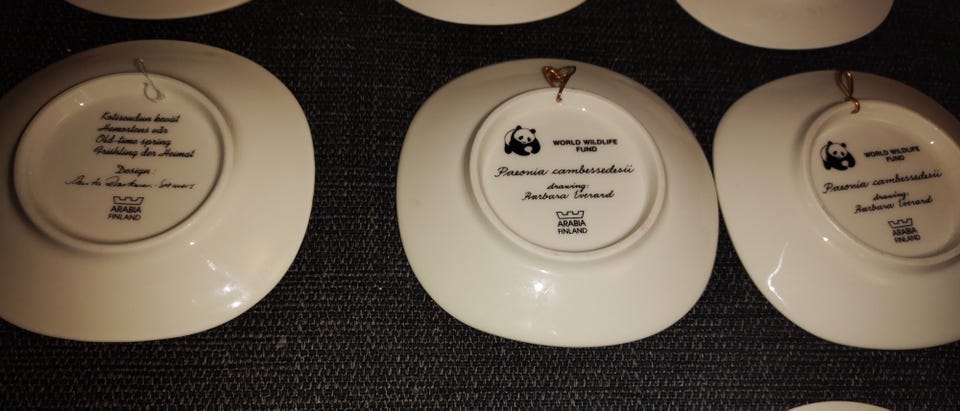 Kotiseudun kevät
Hemortens vår
Old-time spring
Frühling der Heimat
Design:
ARABIA
FINLAND
WORLD WILDLIFE
FUND
Paeonia cambessedesii
drawing:
Barbara Everard
ARABIA
FINLAND
WORLD WILDLIFE
FUND
Paeonia cambessedesii
drawing:
Barbara Everard
ARABIA
FINLAND